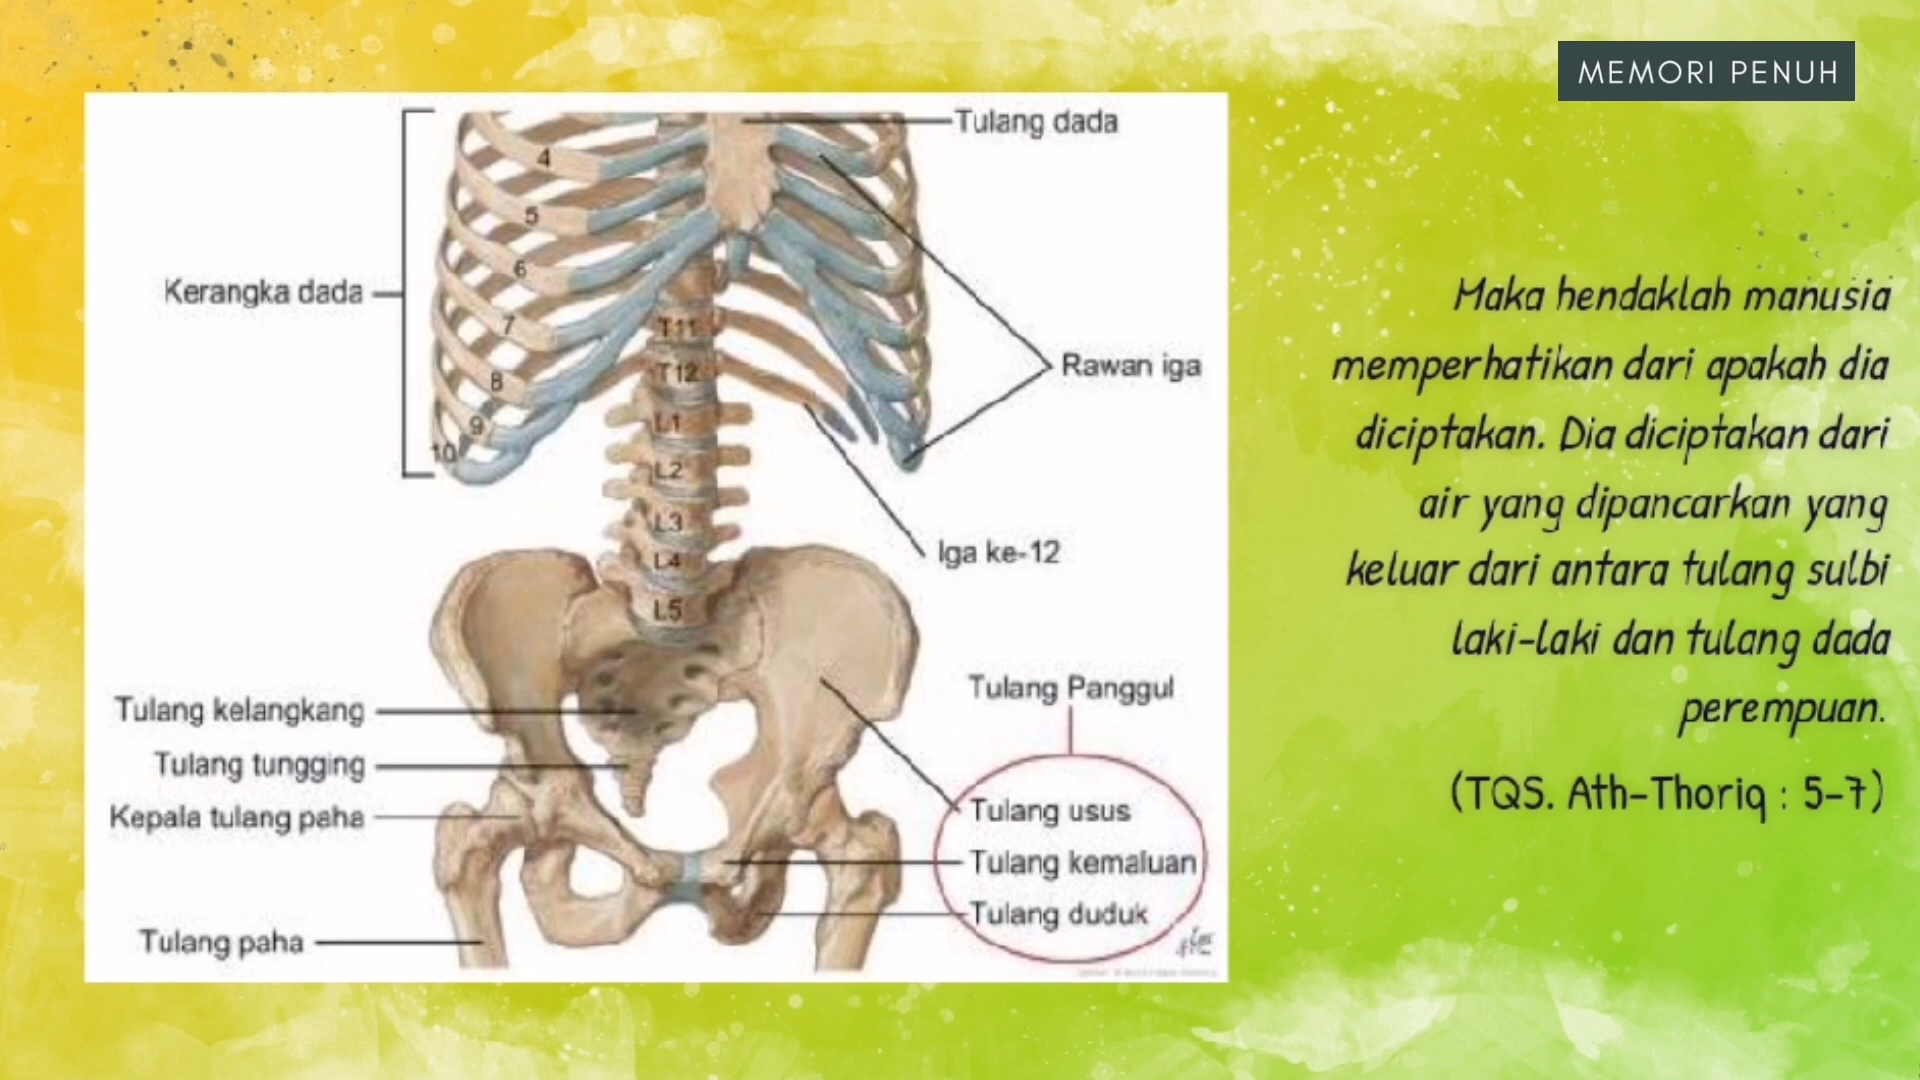 MEMORI PENUH
Tulang dada
4
5
6
Kerangka dada
7
T11
8
T12
Rawan iga
9
L1
10
L2
L3
Iga ke-12
L4
L5
Tulang Panggul
Tulang kelangkang
Tulang tungging
Kepala tulang paha
Tulang usus
Tulang kemaluan
Tulang duduk
Tulang paha
Maka hendaklah manusia
memperhatikan dari apakah dia
diciptakan. Dia diciptakan dari
air yang dipancarkan yang
keluar dari antara tulang sulbi
laki-laki dan tulang dada
perempuan.
(TQS. Ath-Thoriq : 5-7)